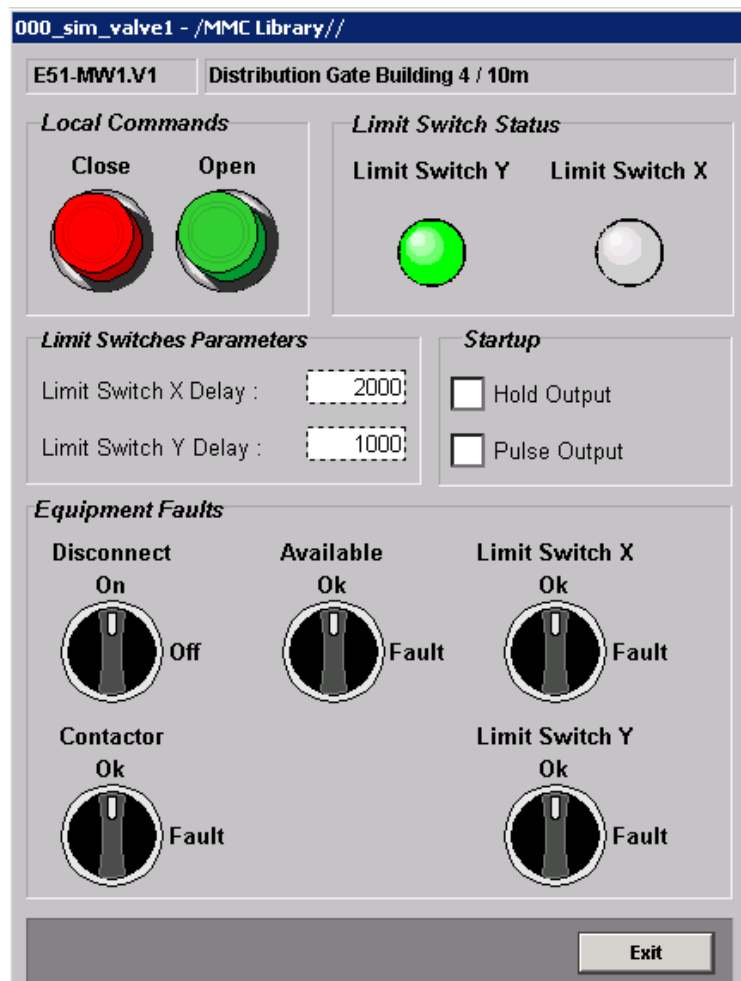 000_sim_valve1 - /MMC Library//
E51-MW1.V1 Distribution Gate Building 4 / 10m
Local Commands
Close Open
Limit Switch Status
Limit Switch Y Limit Switch X
Limit Switches Parameters
Limit Switch X Delay : 2000
Limit Switch Y Delay : 1000
Startup
Hold Output
Pulse Output
Equipment Faults
Disconnect
On
Off
Available
Ok
Fault
Limit Switch X
Ok
Fault
Contactor
Ok
Fault
Limit Switch Y
Ok
Fault
Exit